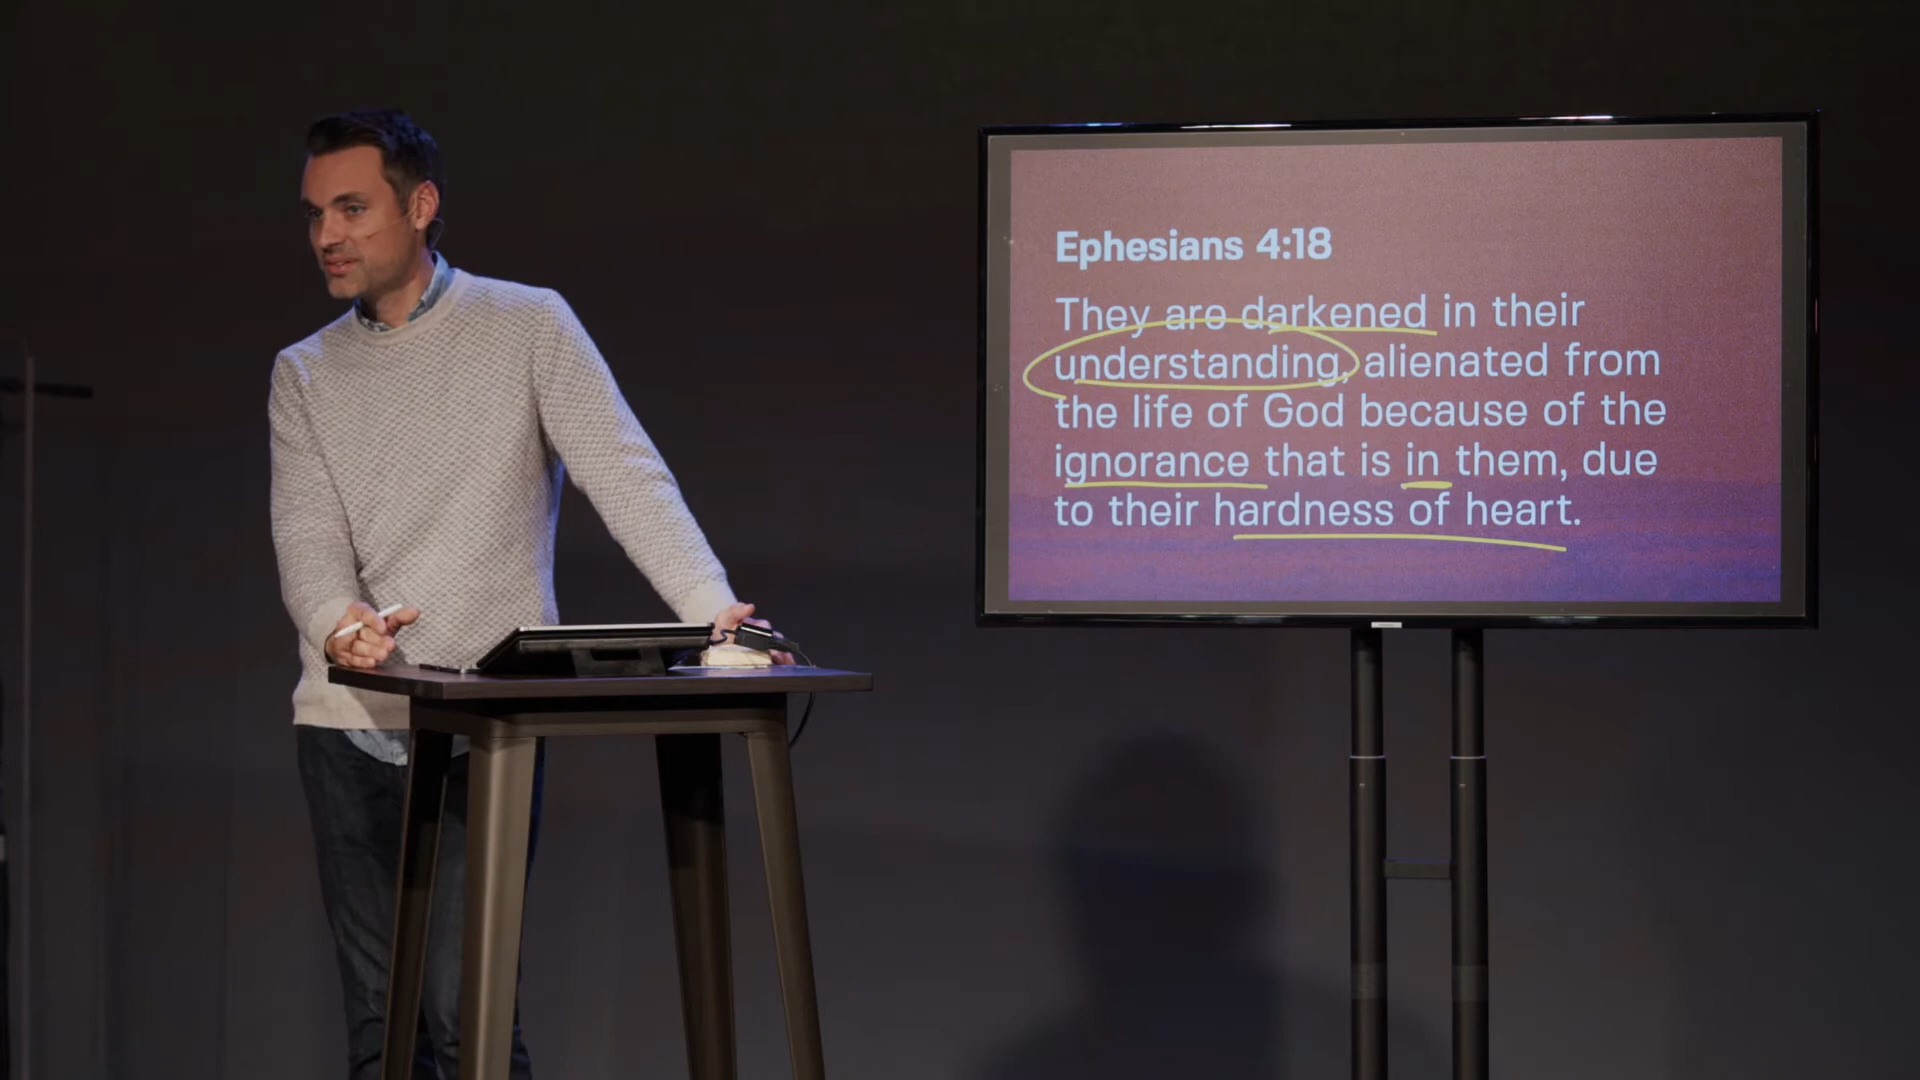 Ephesians 4:18
They are darkened in their
understanding, alienated from
the life of God because of the
ignorance that is in them, due
to their hardness of heart.